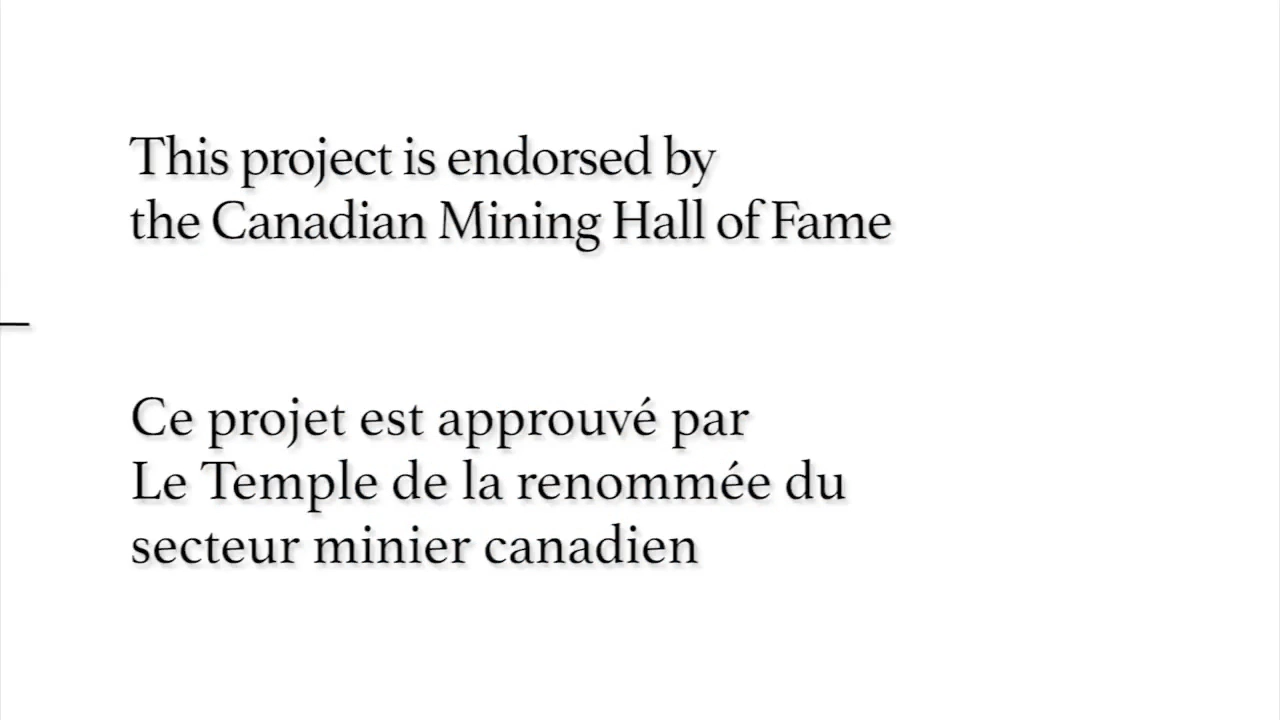 This project is endorsed by
the Canadian Mining Hall of Fame
Ce projet est approuvé par
Le Temple de la renommée du
secteur minier canadien